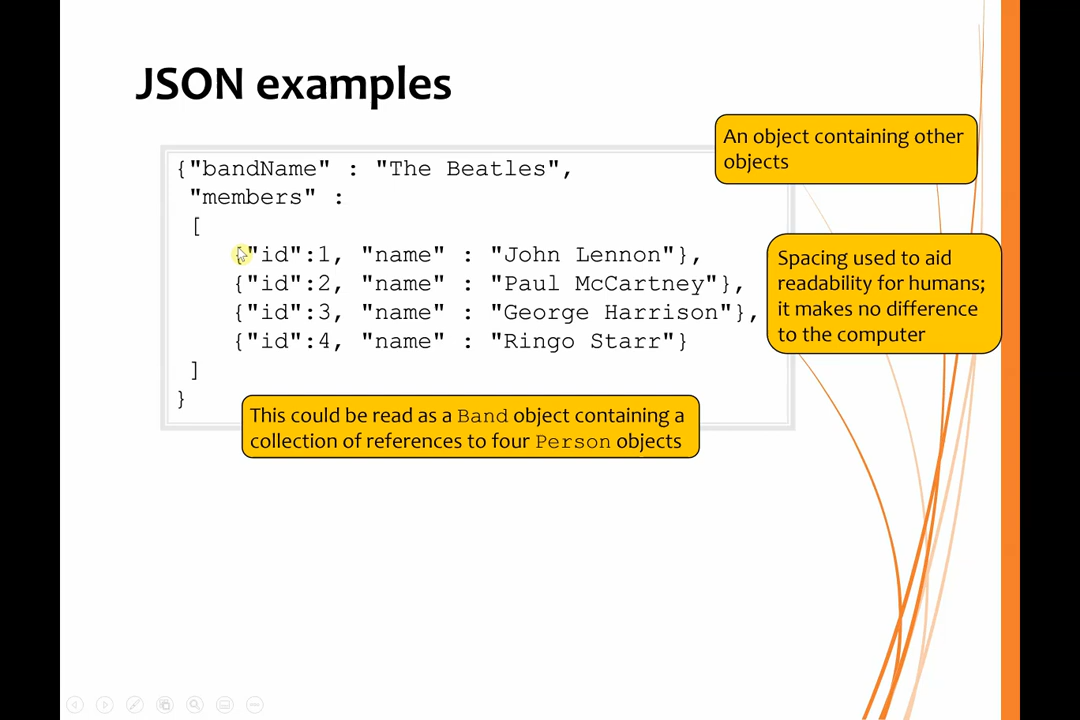 JSON examples
An object containing other
objects
{"bandName" : "The Beatles",
"members" :
[
{"id":1, "name" : "John Lennon"},
{"id":2, "name" : "Paul McCartney"},
{"id":3, "name" : "George Harrison"},
{"id":4, "name" : "Ringo Starr"}
]
}
Spacing used to aid
readability for humans;
it makes no difference
to the computer
This could be read as a Band object containing a
collection of references to four Person objects